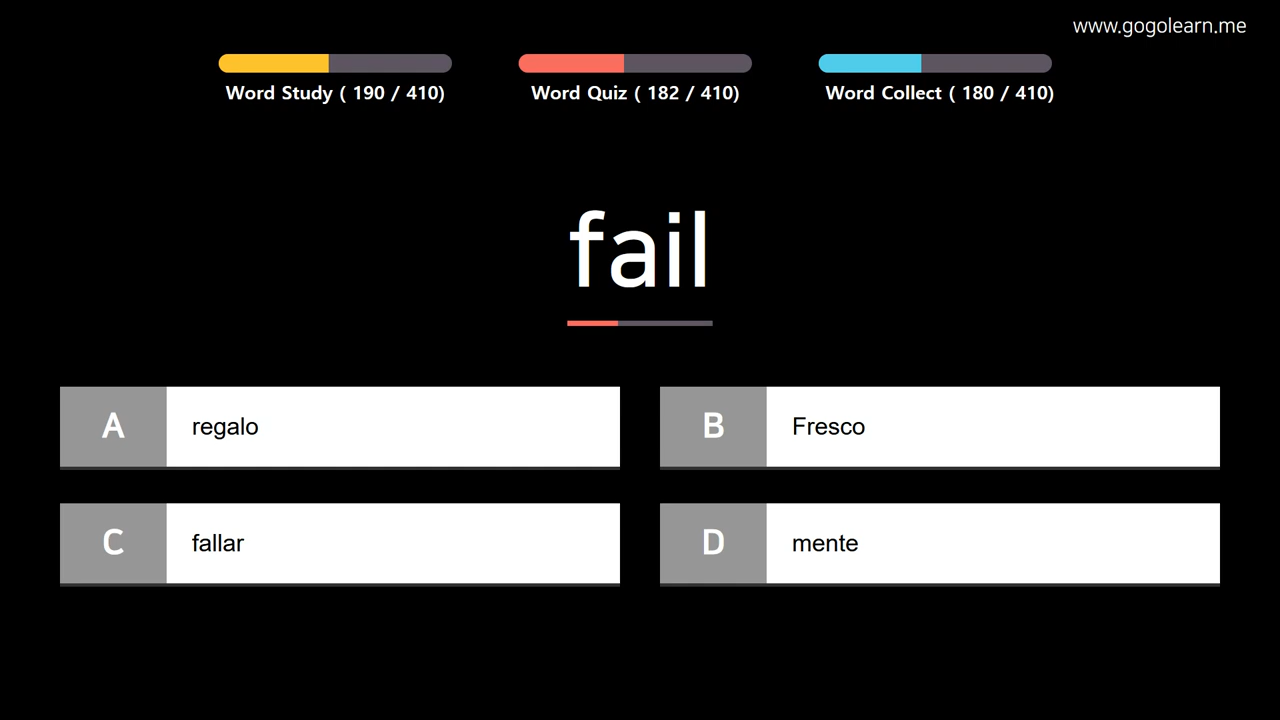 www.gogolearn.me
Word Study ( 190 / 410)
Word Quiz ( 182 / 410)
Word Collect ( 180 / 410)
fail
A regalo
B Fresco
C fallar
D mente